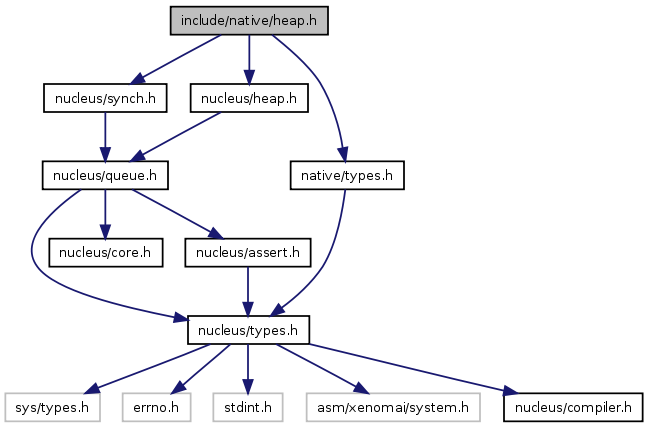 include/native/heap.h
nucleus/synch.h
nucleus/heap.h
nucleus/queue.h
native/types.h
nucleus/core.h
nucleus/assert.h
nucleus/types.h
sys/types.h
errno.h
stdint.h
asm/xenomai/system.h
nucleus/compiler.h